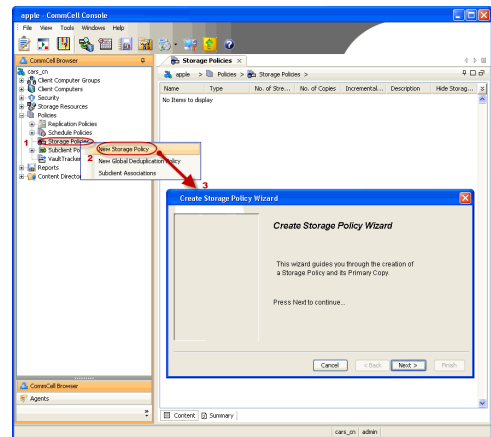 apple - CommCell Console
File View Tools Windows Help
CommCell Browser
Storage Policies
cars_cn
apple > Policies > Storage Policies >
Client Computer Groups
Client Computers
Security
Storage Resources
Policies
Replication Policies
Schedule Policies
1 Storage Policies
Subclient Po
VaultTracker
Reports
Content Director
Name Type No. of Stre... No. of Copies Incremental... Description Hide Storag...
No Items to display
New Storage Policy
2 New Global Deduplication Policy
Subclient Associations
3
Create Storage Policy Wizard
Create Storage Policy Wizard
This wizard guides you through the creation of
a Storage Policy and its Primary Copy.
Press Next to continue...
Cancel < Back Next > Finish
CommCell Browser
Agents
Content Summary
cars_cn admin